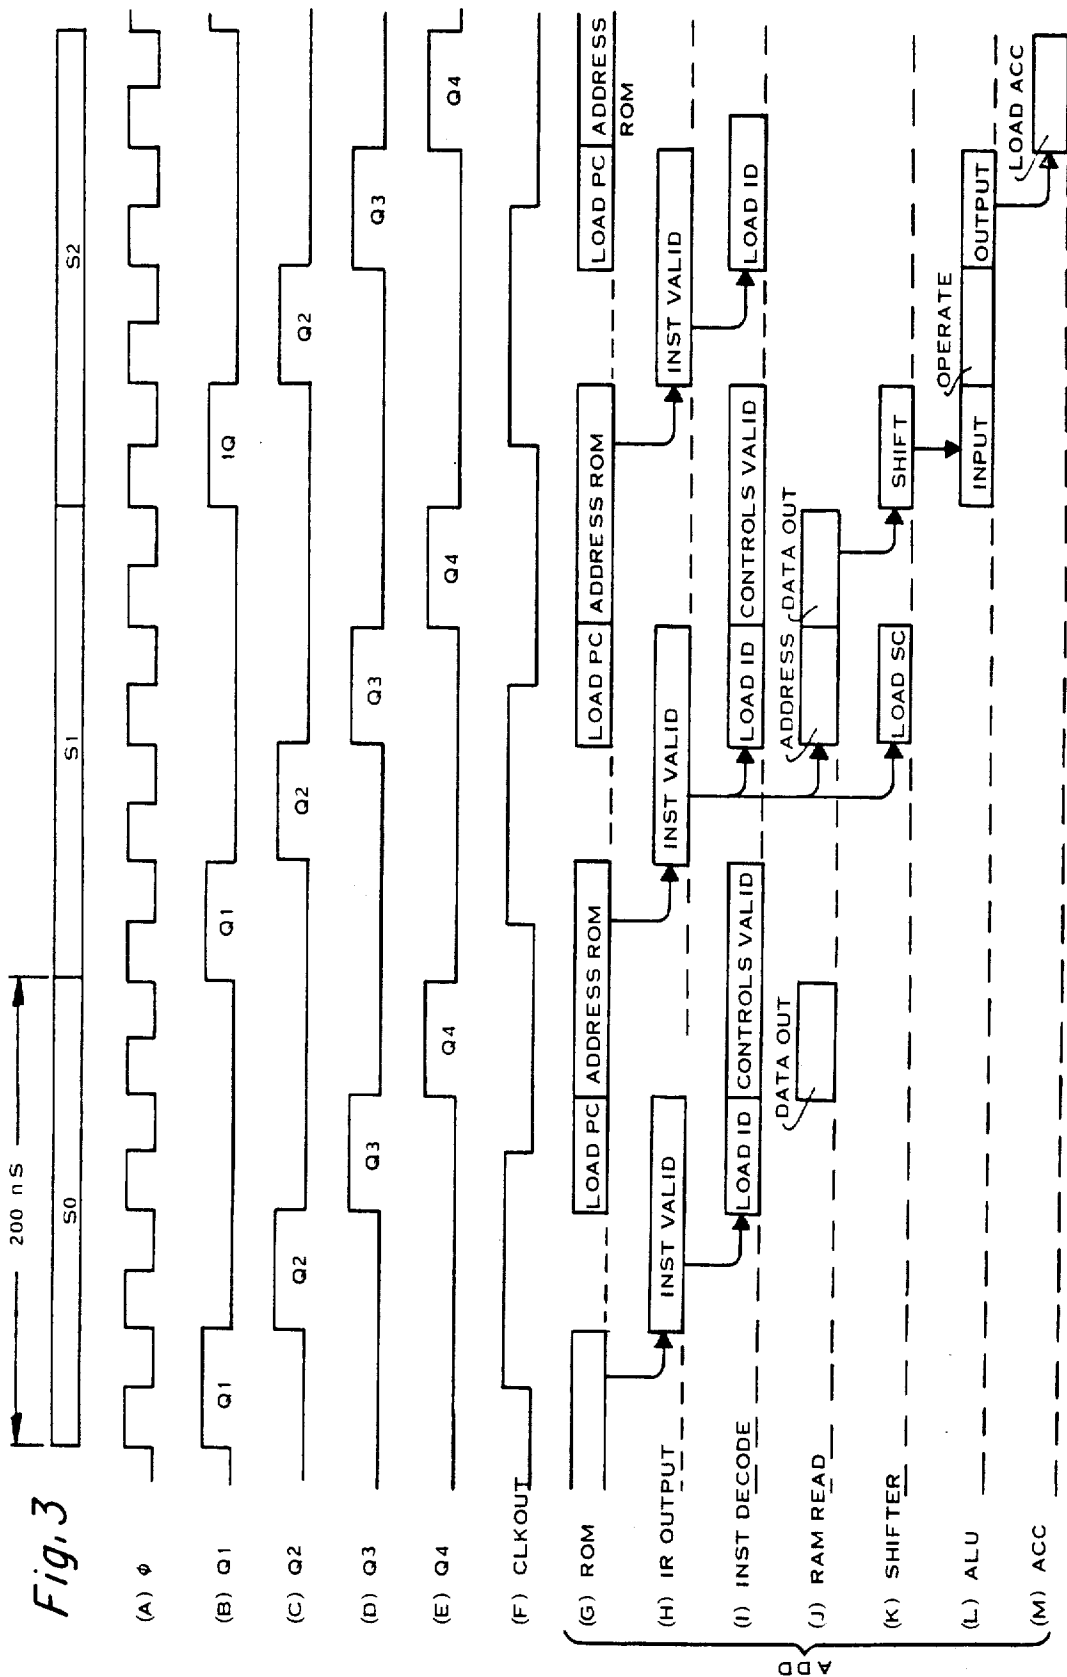 Fig. 3
200 nS
S0 S1 S2
(A) Φ
(B) Q1 Q1 Q1 1Q
(C) Q2 Q2 Q2 Q2
(D) Q3 Q3 Q3 Q3
(E) Q4 Q4 Q4 Q4
(F) CLKOUT
(G) ROM LOAD PC ADDRESS ROM LOAD PC ADDRESS ROM LOAD PC ADDRESS
ROM
(H) IR OUTPUT INST VALID INST VALID INST VALID
(I) INST DECODE LOAD ID CONTROLS VALID LOAD ID CONTROLS VALID LOAD ID
DATA OUT ADDRESS DATA OUT
(J) RAM READ
(K) SHIFTER LOAD SC SHIFT
OPERATE
(L) ALU INPUT OUTPUT
LOAD ACC
(M) ACC
ADD